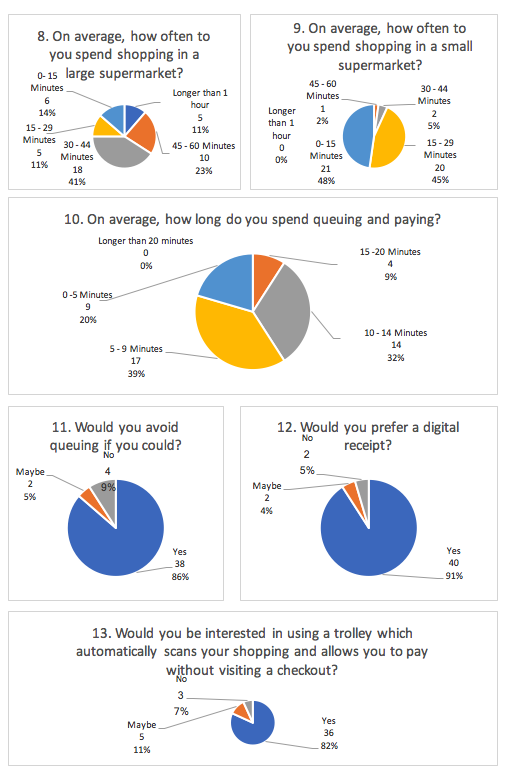 8. On average, how often to
you spend shopping in a
large supermarket?
0- 15
Minutes
6
14%
Longer than 1
hour
5
11%
15 - 29
Minutes
5
11%
30 - 44
Minutes
18
41%
45 - 60 Minutes
10
23%
9. On average, how often to
you spend shopping in a small
supermarket?
45 - 60
Minutes
1
2%
30 - 44
Minutes
2
5%
Longer
than 1
hour
0
0%
0-15
Minutes
21
48%
15 - 29
Minutes
20
45%
10. On average, how long do you spend queuing and paying?
Longer than 20 minutes
0
0%
15 -20 Minutes
4
9%
0 -5 Minutes
9
20%
10 - 14 Minutes
14
32%
5 - 9 Minutes
17
39%
11. Would you avoid
queuing if you could?
No
4
9%
Maybe
2
5%
Yes
38
86%
12. Would you prefer a digital
receipt?
No
2
5%
Maybe
2
4%
Yes
40
91%
13. Would you be interested in using a trolley which
automatically scans your shopping and allows you to pay
without visiting a checkout?
No
3
7%
Maybe
5
11%
Yes
36
82%